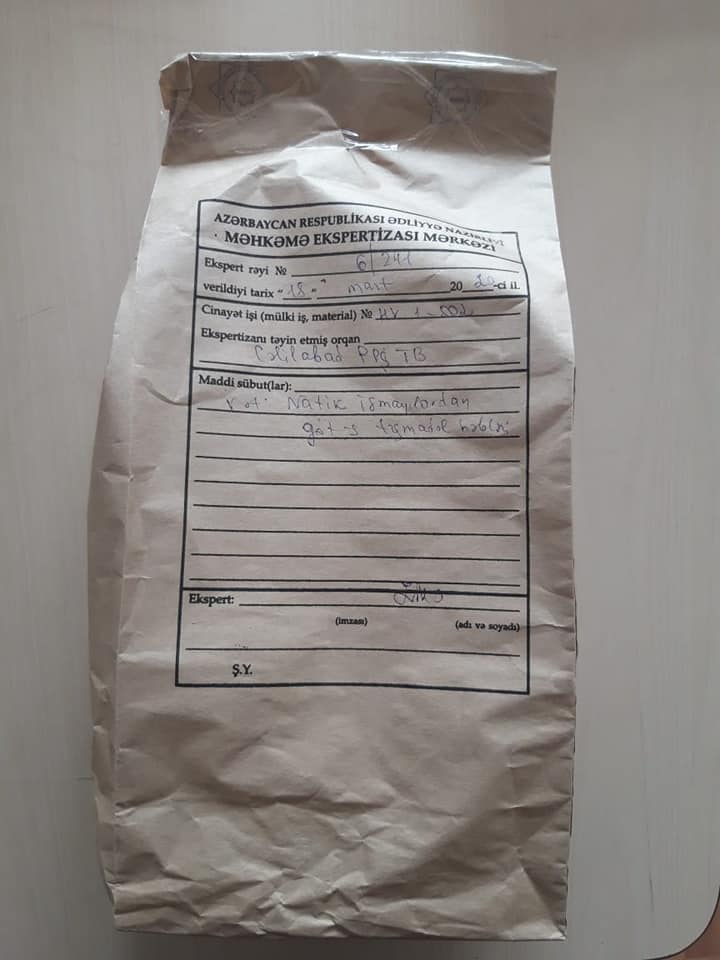 AZƏRBAYCAN RESPUBLİKASI ƏDLİYYƏ NAZİRLİYİ
MƏHKƏMƏ EKSPERTİZASI MƏRKƏZİ
Ekspert rəyi № 6/241
verildiyi tarix "18" mart 2020-ci il.
Cinayət işi (mülki iş, material) №
Ekspertizanı təyin etmiş orqan
Cəlilabad TB
Maddi sübut(lar):
Natik İsmayılovdan
Ekspert:
(imzası) (adı və soyadı)
Ş.Y.